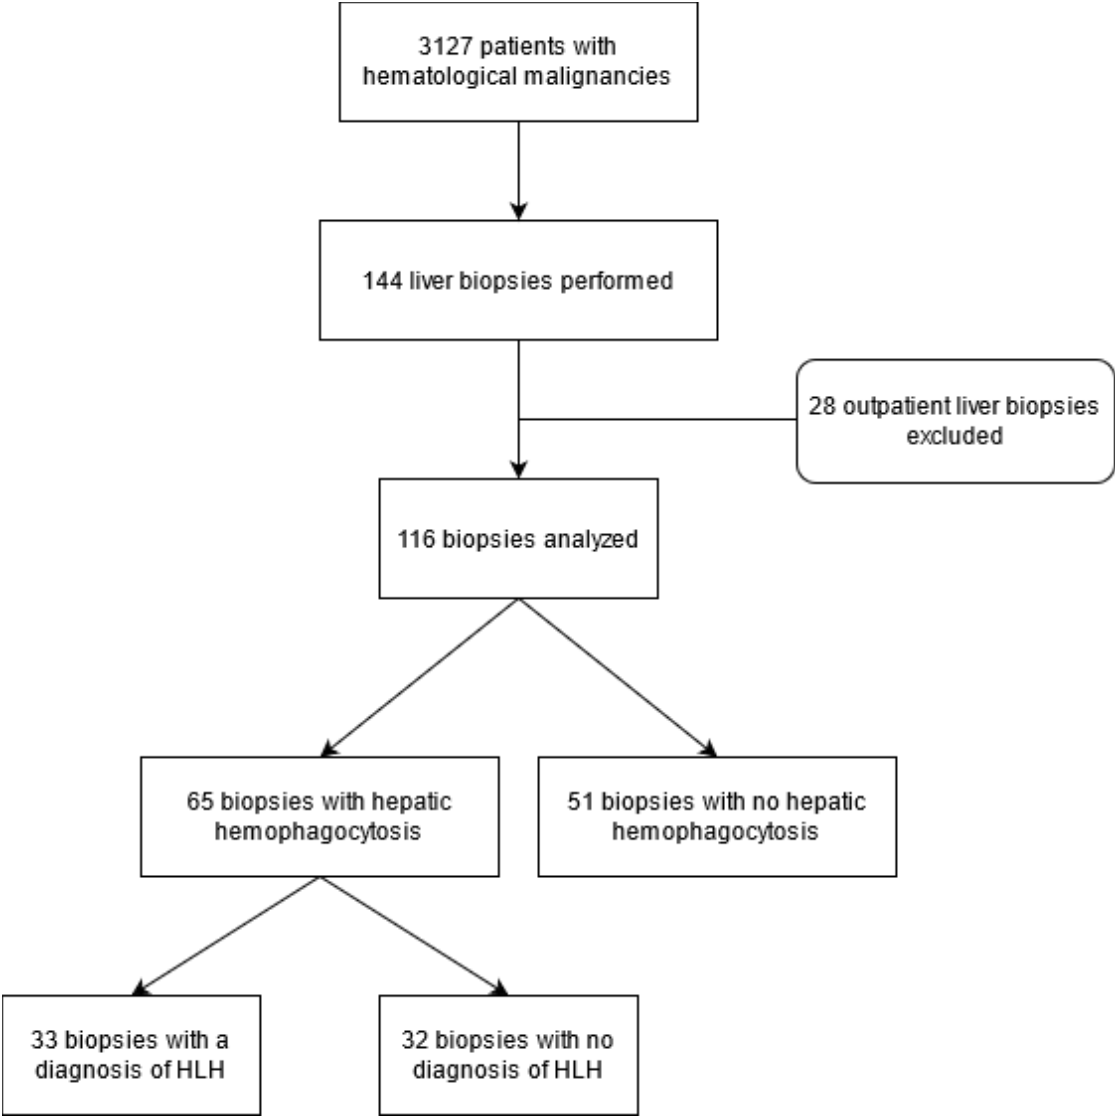 3127 patients with
hematological malignancies
144 liver biopsies performed
28 outpatient liver biopsies
excluded
116 biopsies analyzed
65 biopsies with hepatic
hemophagocytosis
51 biopsies with no hepatic
hemophagocytosis
33 biopsies with a
diagnosis of HLH
32 biopsies with no
diagnosis of HLH